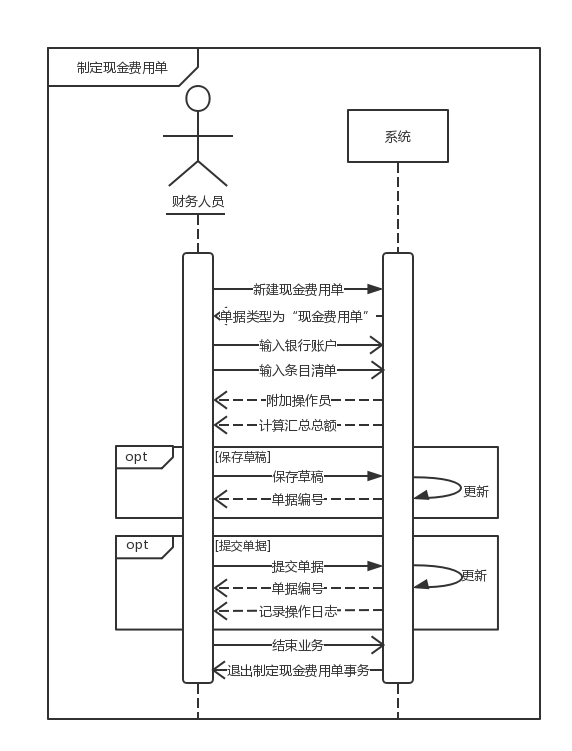 制定现金费用单
系统
财务人员
新建现金费用单
单据类型为“现金费用单”
输入银行账户
输入条目清单
附加操作员
计算汇总总额
opt
[保存草稿]
保存草稿
更新
单据编号
opt
[提交单据]
提交单据
更新
单据编号
记录操作日志
结束业务
退出制定现金费用单事务